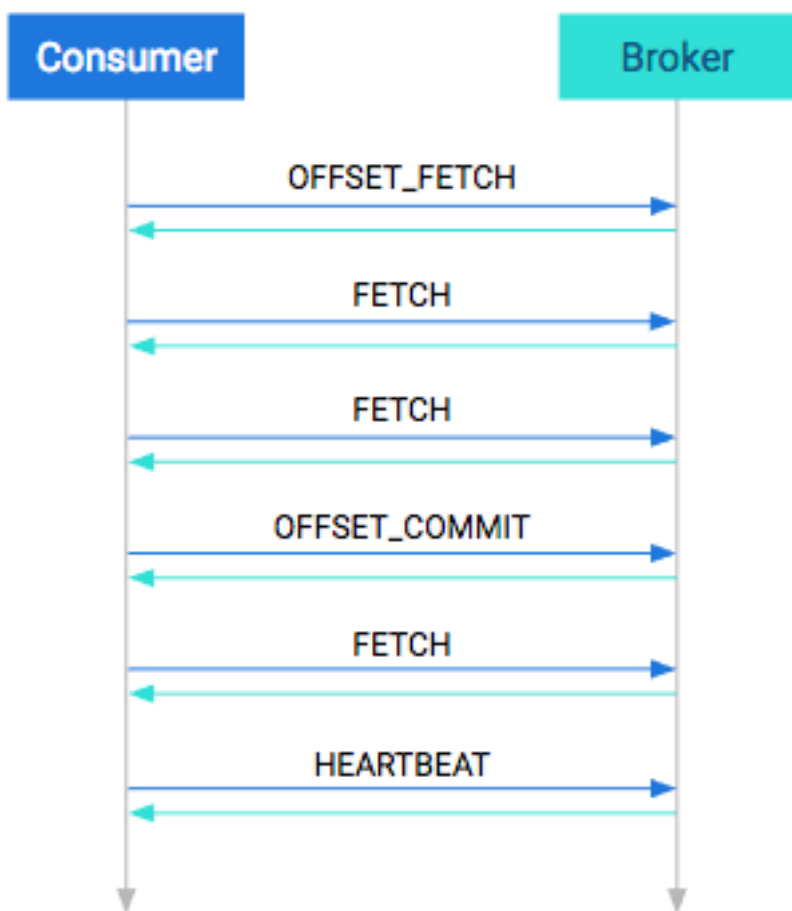 Consumer
Broker
OFFSET_FETCH
FETCH
FETCH
OFFSET_COMMIT
FETCH
HEARTBEAT